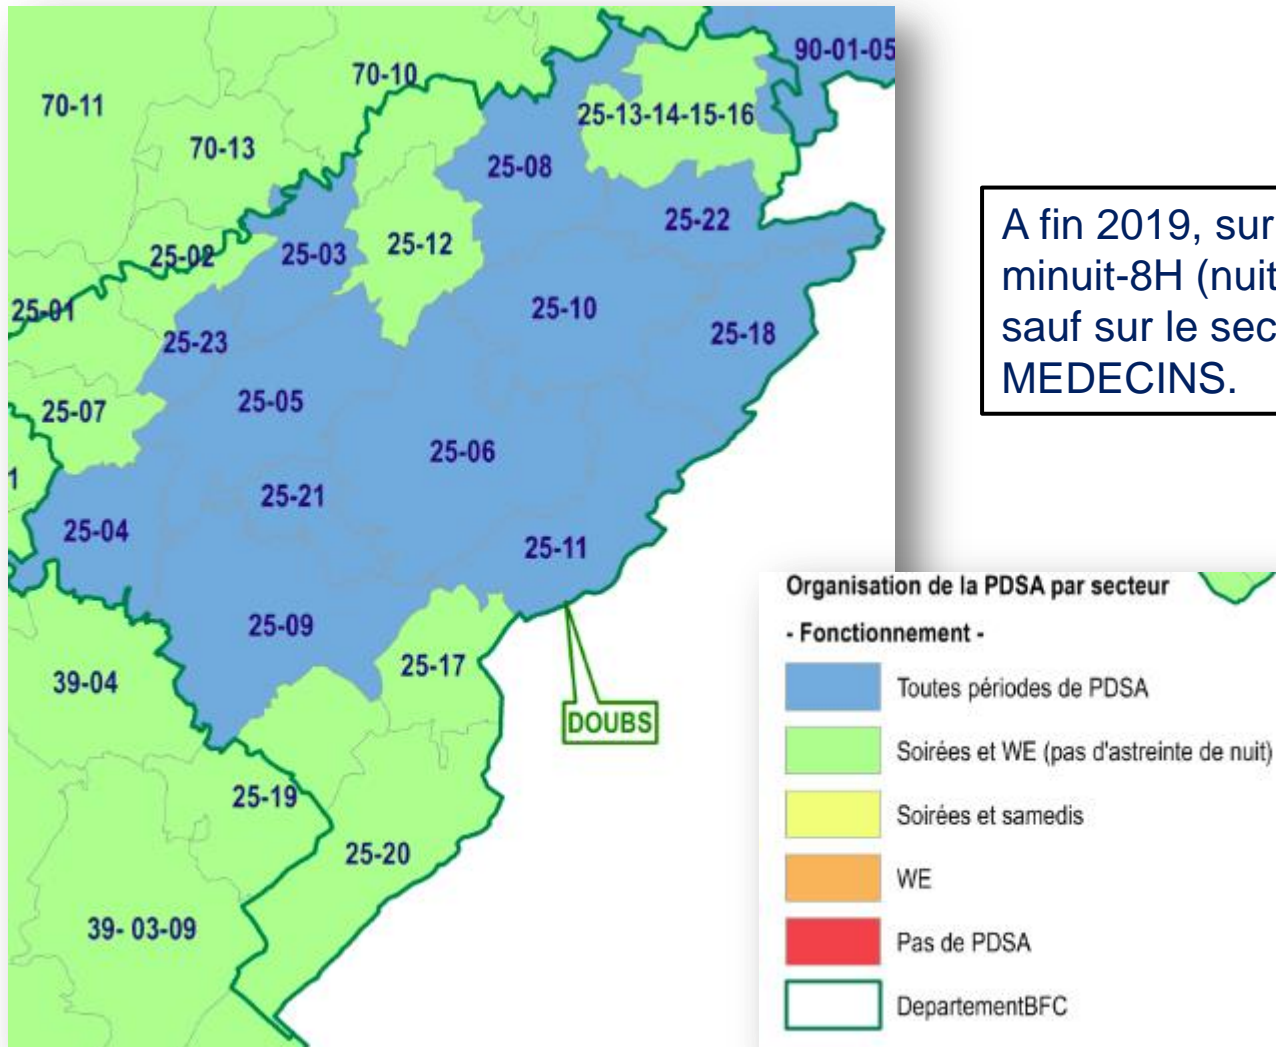 90-01-05
70-10
70-11
25-13-14-15-16
70-13
25-08
25-22
25-12
25-02
25-03
25-01
25-10
25-23
25-18
25-05
25-07
25-06
1
25-21
25-04
25-11
25-09
25-17
39-04
DOUBS
25-19
25-20
39- 03-09
A fin 2019, sur
minuit-8H (nuit
sauf sur le sec
MEDECINS.
Organisation de la PDSA par secteur
- Fonctionnement -
Toutes périodes de PDSA
Soirées et WE (pas d'astreinte de nuit)
Soirées et samedis
WE
Pas de PDSA
DepartementBFC